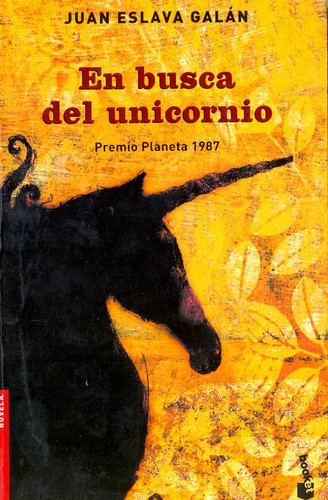 JUAN ESLAVA GALÁN
En busca
del unicornio
Premio Planeta 1987
NOVELA
booket